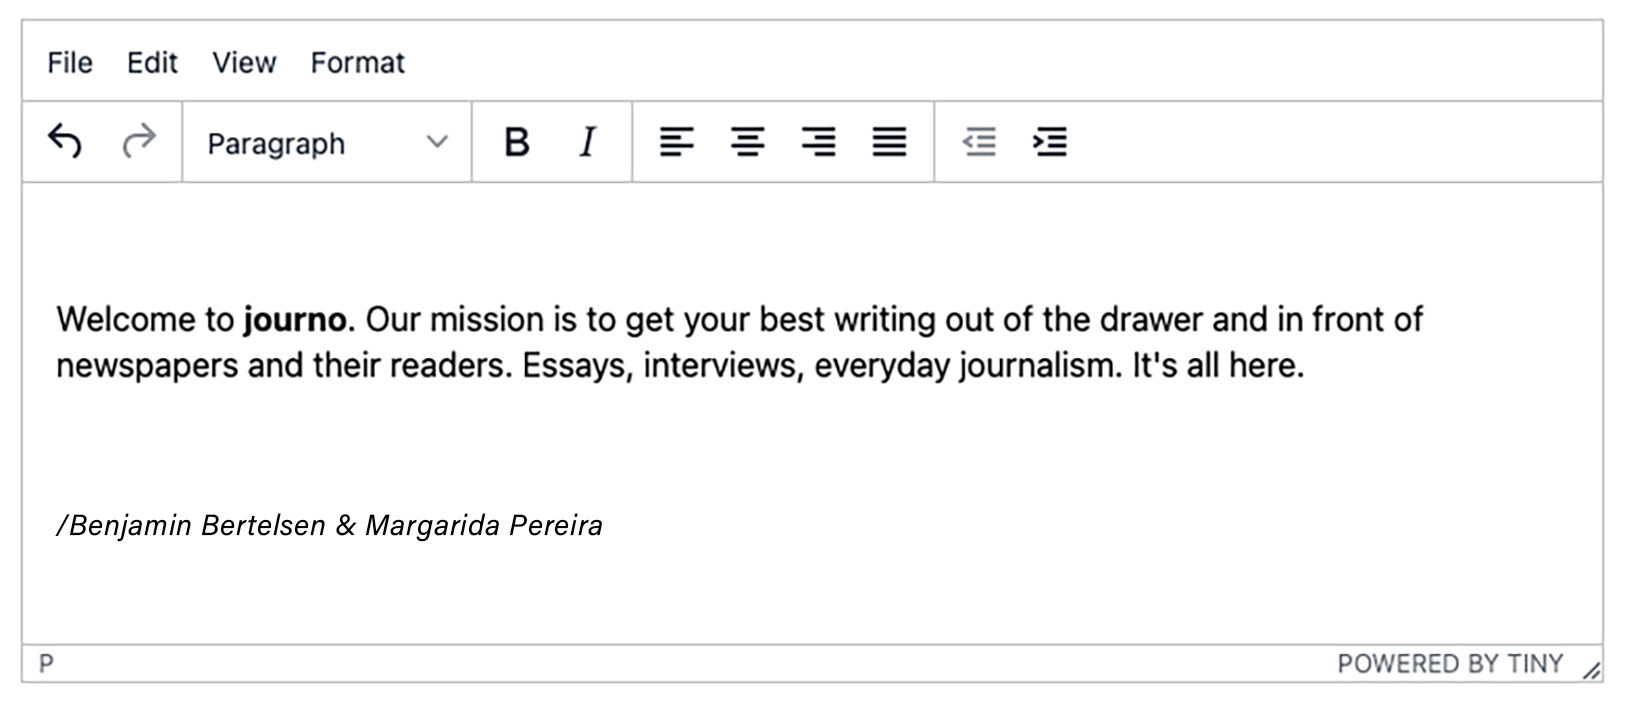 File Edit View Format
Paragraph B I
Welcome to journo. Our mission is to get your best writing out of the drawer and in front of
newspapers and their readers. Essays, interviews, everyday journalism. It's all here.
/Benjamin Bertelsen & Margarida Pereira
P POWERED BY TINY